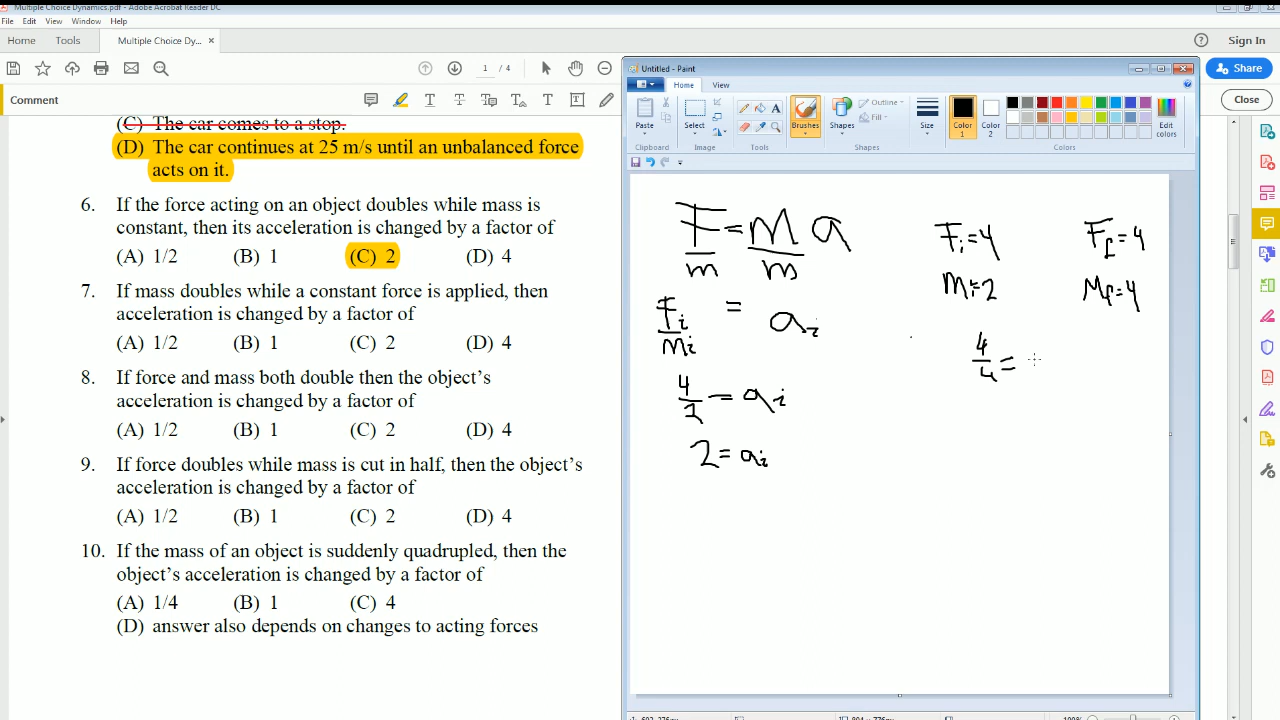 Multiple Choice Dynamics.pdf - Adobe Acrobat Reader DC
File Edit View Window Help
Home Tools Multiple Choice Dy... × Sign In
1 / 4 Share
Comment Close
(C) The car comes to a stop.
(D) The car continues at 25 m/s until an unbalanced force
acts on it.
6. If the force acting on an object doubles while mass is
constant, then its acceleration is changed by a factor of
(A) 1/2 (B) 1 (C) 2 (D) 4
7. If mass doubles while a constant force is applied, then
acceleration is changed by a factor of
(A) 1/2 (B) 1 (C) 2 (D) 4
8. If force and mass both double then the object’s
acceleration is changed by a factor of
(A) 1/2 (B) 1 (C) 2 (D) 4
9. If force doubles while mass is cut in half, then the object’s
acceleration is changed by a factor of
(A) 1/2 (B) 1 (C) 2 (D) 4
10. If the mass of an object is suddenly quadrupled, then the
object’s acceleration is changed by a factor of
(A) 1/4 (B) 1 (C) 4
(D) answer also depends on changes to acting forces
Untitled - Paint
Home View
Paste Select Brushes Shapes Outline Fill Size Color 1 Color 2 Edit colors
Clipboard Image Tools Shapes Colors
F/m = Ma/m
Fi/mi = ai
4/2 = ai
2 = ai
Fi=4 Ff=4
Mi=2 Mf=4
4/4 =